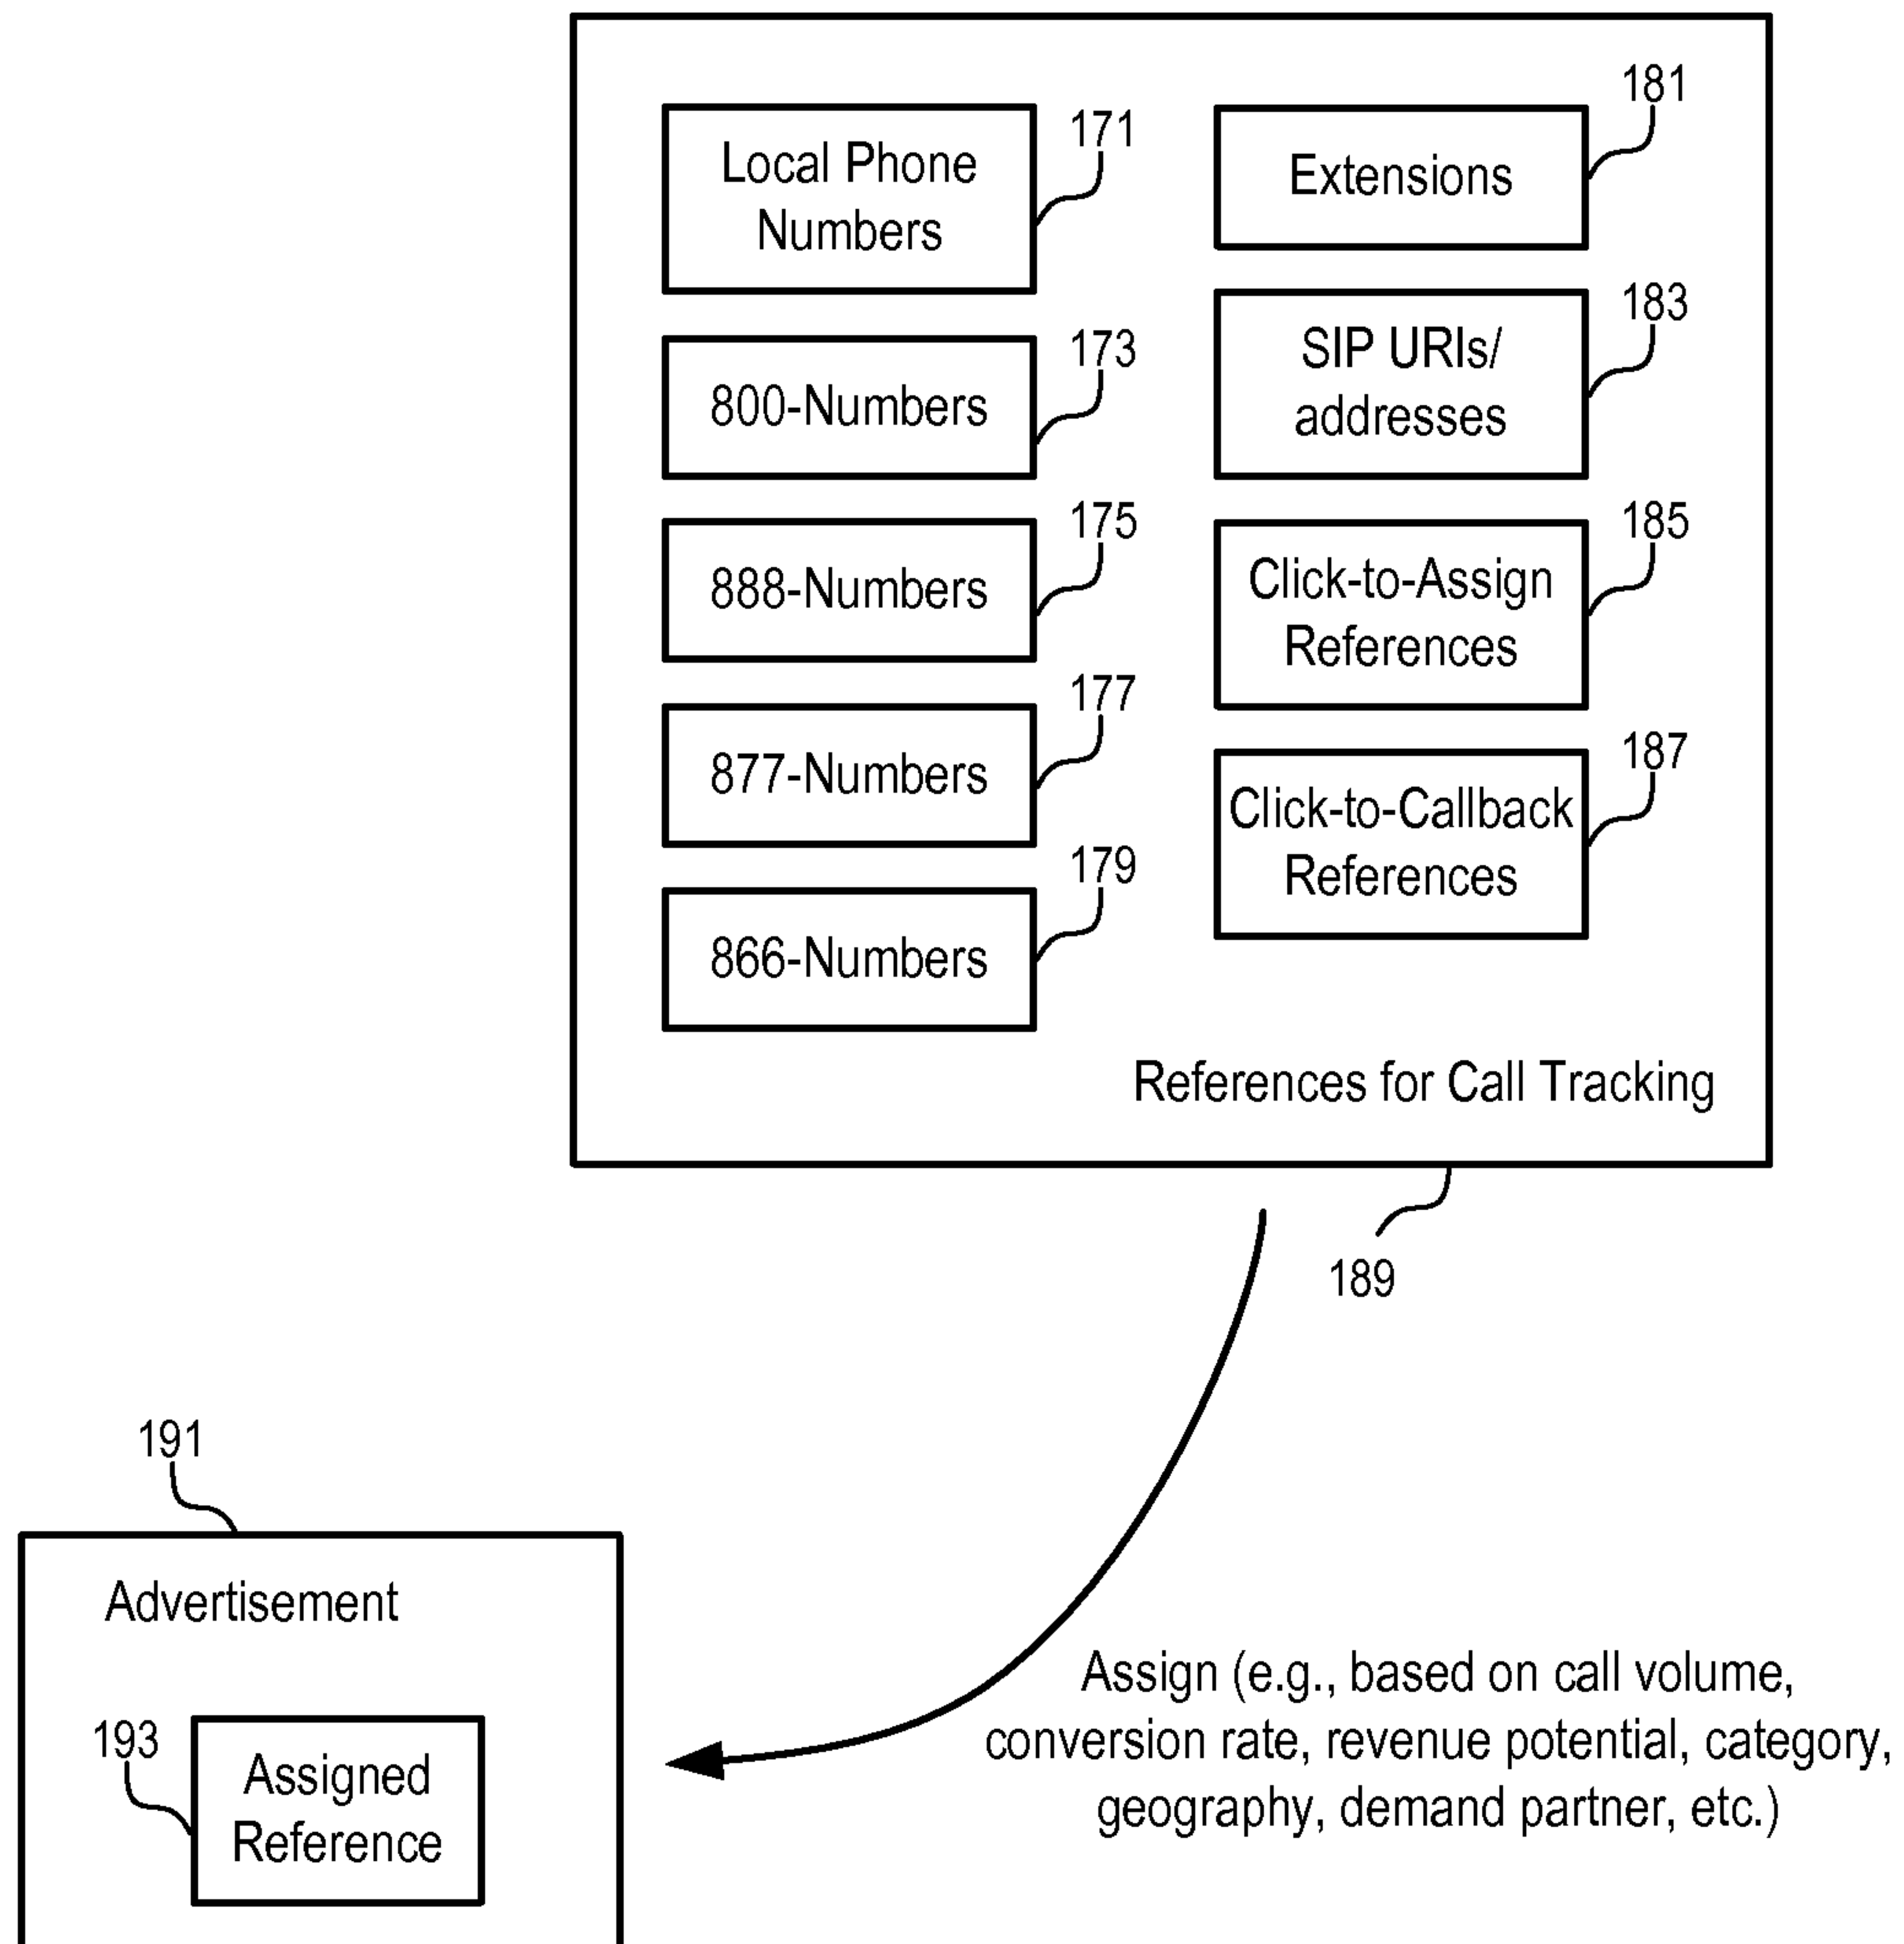 171
Local Phone
Numbers
173
800-Numbers
175
888-Numbers
177
877-Numbers
179
866-Numbers
181
Extensions
183
SIP URIs/
addresses
185
Click-to-Assign
References
187
Click-to-Callback
References
References for Call Tracking
189
191
Advertisement
193
Assigned
Reference
Assign (e.g., based on call volume,
conversion rate, revenue potential, category,
geography, demand partner, etc.)